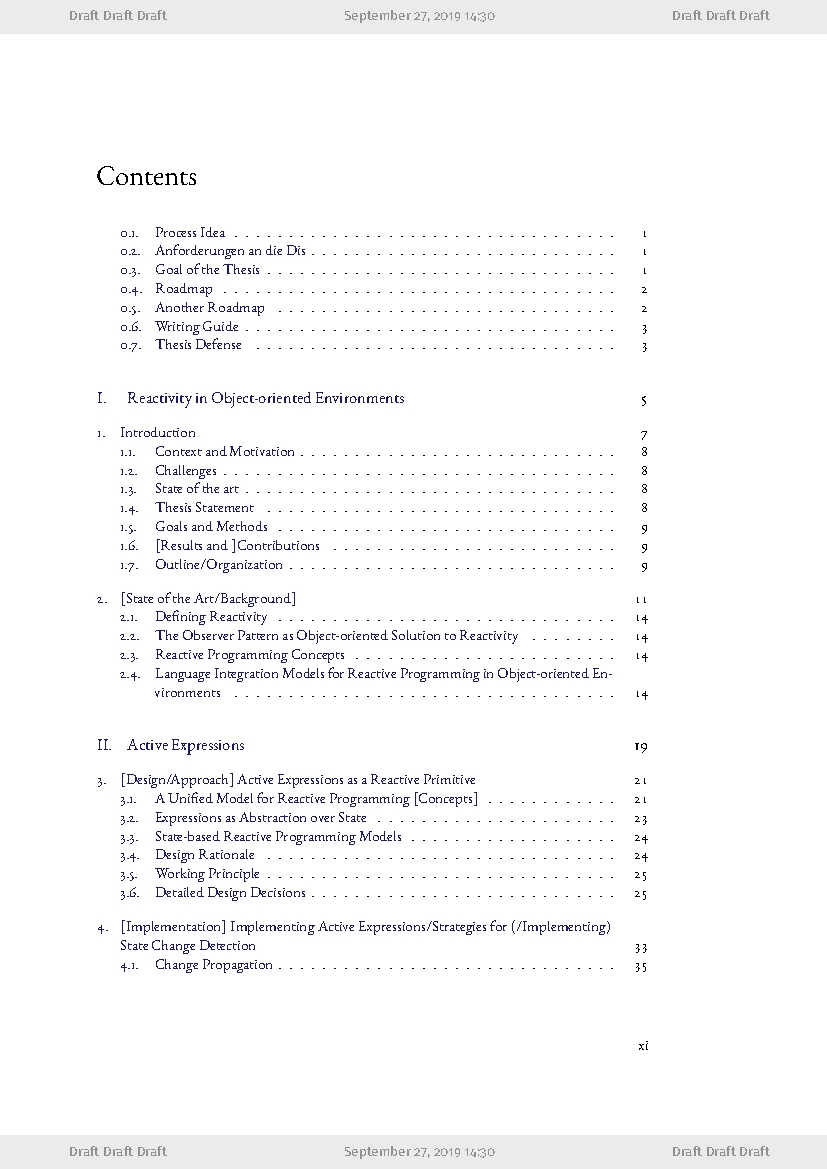 Draft Draft Draft September 27, 2019 14:30 Draft Draft Draft
Contents
0.1. Process Idea . . . . . . . . . . . . . . . . . . . . . . . . . . . . . . . . . . . 1
0.2. Anforderungen an die Dis . . . . . . . . . . . . . . . . . . . . . . . . . . . . 1
0.3. Goal of the Thesis . . . . . . . . . . . . . . . . . . . . . . . . . . . . . . . . 1
0.4. Roadmap . . . . . . . . . . . . . . . . . . . . . . . . . . . . . . . . . . . . 2
0.5. Another Roadmap . . . . . . . . . . . . . . . . . . . . . . . . . . . . . . . 2
0.6. Writing Guide . . . . . . . . . . . . . . . . . . . . . . . . . . . . . . . . . . 3
0.7. Thesis Defense . . . . . . . . . . . . . . . . . . . . . . . . . . . . . . . . . 3
I. Reactivity in Object-oriented Environments 5
1. Introduction 7
1.1. Context and Motivation . . . . . . . . . . . . . . . . . . . . . . . . . . . . . 8
1.2. Challenges . . . . . . . . . . . . . . . . . . . . . . . . . . . . . . . . . . . . 8
1.3. State of the art . . . . . . . . . . . . . . . . . . . . . . . . . . . . . . . . . . 8
1.4. Thesis Statement . . . . . . . . . . . . . . . . . . . . . . . . . . . . . . . . 8
1.5. Goals and Methods . . . . . . . . . . . . . . . . . . . . . . . . . . . . . . . 9
1.6. [Results and ]Contributions . . . . . . . . . . . . . . . . . . . . . . . . . . 9
1.7. Outline/Organization . . . . . . . . . . . . . . . . . . . . . . . . . . . . . . 9
2. [State of the Art/Background] 11
2.1. Defining Reactivity . . . . . . . . . . . . . . . . . . . . . . . . . . . . . . . 14
2.2. The Observer Pattern as Object-oriented Solution to Reactivity . . . . . . . . 14
2.3. Reactive Programming Concepts . . . . . . . . . . . . . . . . . . . . . . . . 14
2.4. Language Integration Models for Reactive Programming in Object-oriented En-
vironments . . . . . . . . . . . . . . . . . . . . . . . . . . . . . . . . . . . 14
II. Active Expressions 19
3. [Design/Approach] Active Expressions as a Reactive Primitive 21
3.1. A Unified Model for Reactive Programming [Concepts] . . . . . . . . . . . . 21
3.2. Expressions as Abstraction over State . . . . . . . . . . . . . . . . . . . . . . 23
3.3. State-based Reactive Programming Models . . . . . . . . . . . . . . . . . . . 24
3.4. Design Rationale . . . . . . . . . . . . . . . . . . . . . . . . . . . . . . . . 24
3.5. Working Principle . . . . . . . . . . . . . . . . . . . . . . . . . . . . . . . . 25
3.6. Detailed Design Decisions . . . . . . . . . . . . . . . . . . . . . . . . . . . . 25
4. [Implementation] Implementing Active Expressions/Strategies for (/Implementing)
State Change Detection 33
4.1. Change Propagation . . . . . . . . . . . . . . . . . . . . . . . . . . . . . . . 35
xi
Draft Draft Draft September 27, 2019 14:30 Draft Draft Draft